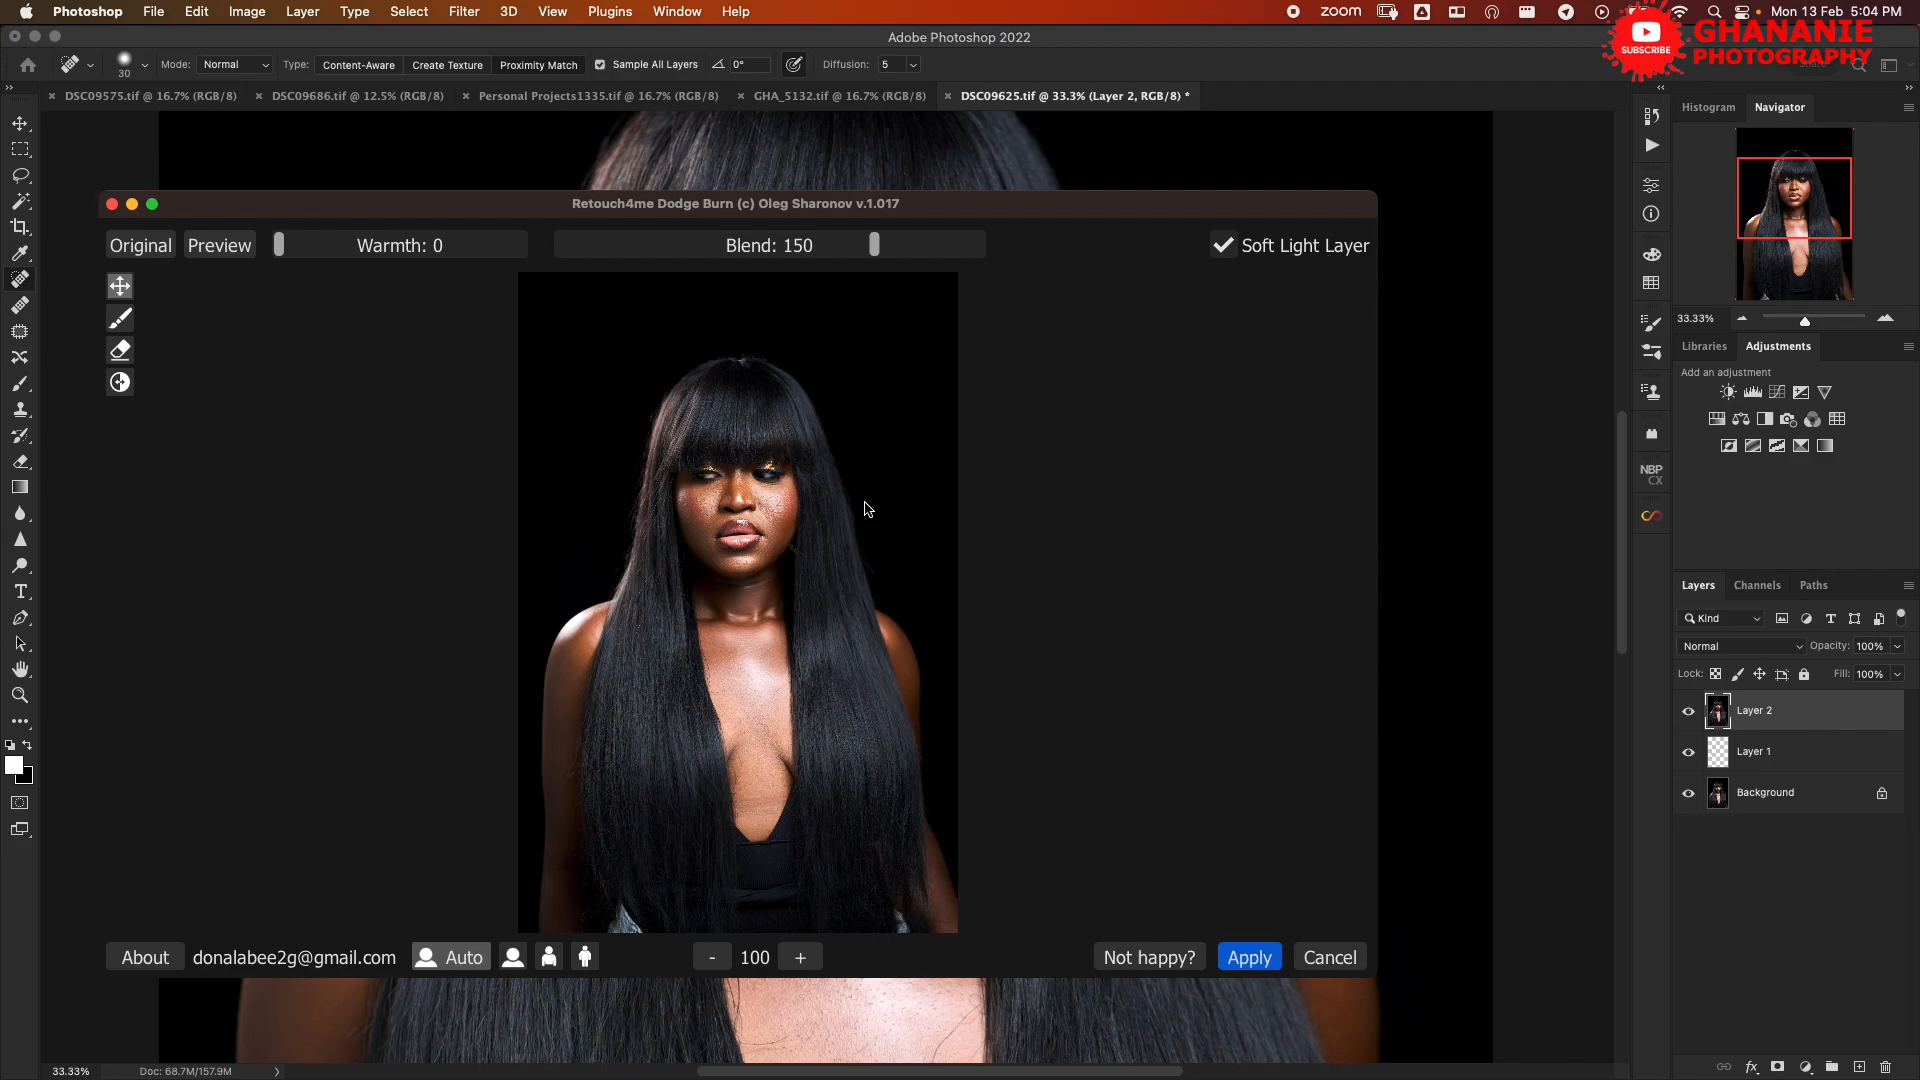 Photoshop File Edit Image Layer Type Select Filter 3D View Plugins Window Help
zoom
Mon 13 Feb 5:04 PM
SUBSCRIBE
GHANANIE
PHOTOGRAPHY
Adobe Photoshop 2022
30
Mode: Normal
Type: Content-Aware Create Texture Proximity Match
Sample All Layers
0°
Diffusion: 5
DSC09575.tif @ 16.7% (RGB/8)
DSC09686.tif @ 12.5% (RGB/8)
Personal Projects1335.tif @ 16.7% (RGB/8)
GHA_5132.tif @ 16.7% (RGB/8)
DSC09625.tif @ 33.3% (Layer 2, RGB/8) *
Histogram Navigator
Retouch4me Dodge Burn (c) Oleg Sharonov v.1.017
Original Preview Warmth: 0 Blend: 150 Soft Light Layer
33.33%
Libraries Adjustments
Add an adjustment
NBP
CX
Layers Channels Paths
Kind
Normal Opacity: 100%
Lock: Fill: 100%
Layer 2
Layer 1
Background
About donalabee2g@gmail.com Auto - 100 + Not happy? Apply Cancel
33.33% Doc: 68.7M/157.9M
fx